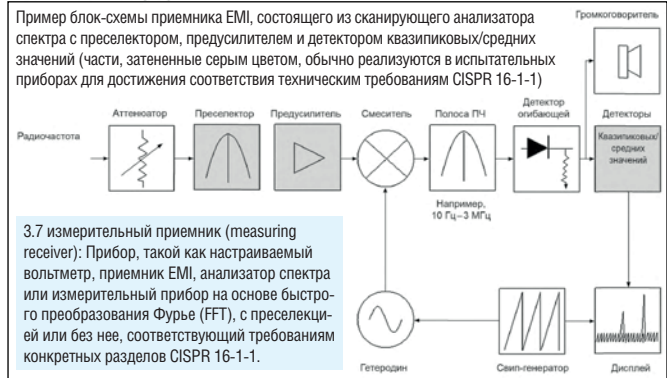 Пример блок-схемы приемника EMI, состоящего из сканирующего анализатора
спектра с преселектором, предусилителем и детектором квазипиковых/средних
значений (части, затененные серым цветом, обычно реализуются в испытательных
приборах для достижения соответствия техническим требованиям CISPR 16-1-1)
Громкоговоритель
Радиочастота
Аттенюатор
Преселектор
Предусилитель
Смеситель
Полоса ПЧ
Детектор
огибающей
Детекторы
Квазипиковых/
средних
значений
Например,
10 Гц–3 МГц
3.7 измерительный приемник (measuring
receiver): Прибор, такой как настраиваемый
вольтметр, приемник EMI, анализатор спектра
или измерительный прибор на основе быстро-
го преобразования Фурье (FFT), с преселекци-
ей или без нее, соответствующий требованиям
конкретных разделов CISPR 16-1-1.
Гетеродин
Свип-генератор
Дисплей